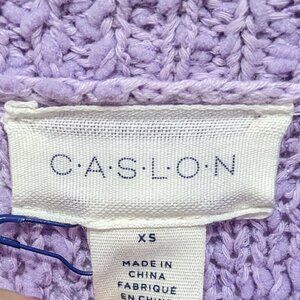 C·A·S·L·O·N
XS
MADE IN
CHINA
FABRIQUÉ
EN CHINE